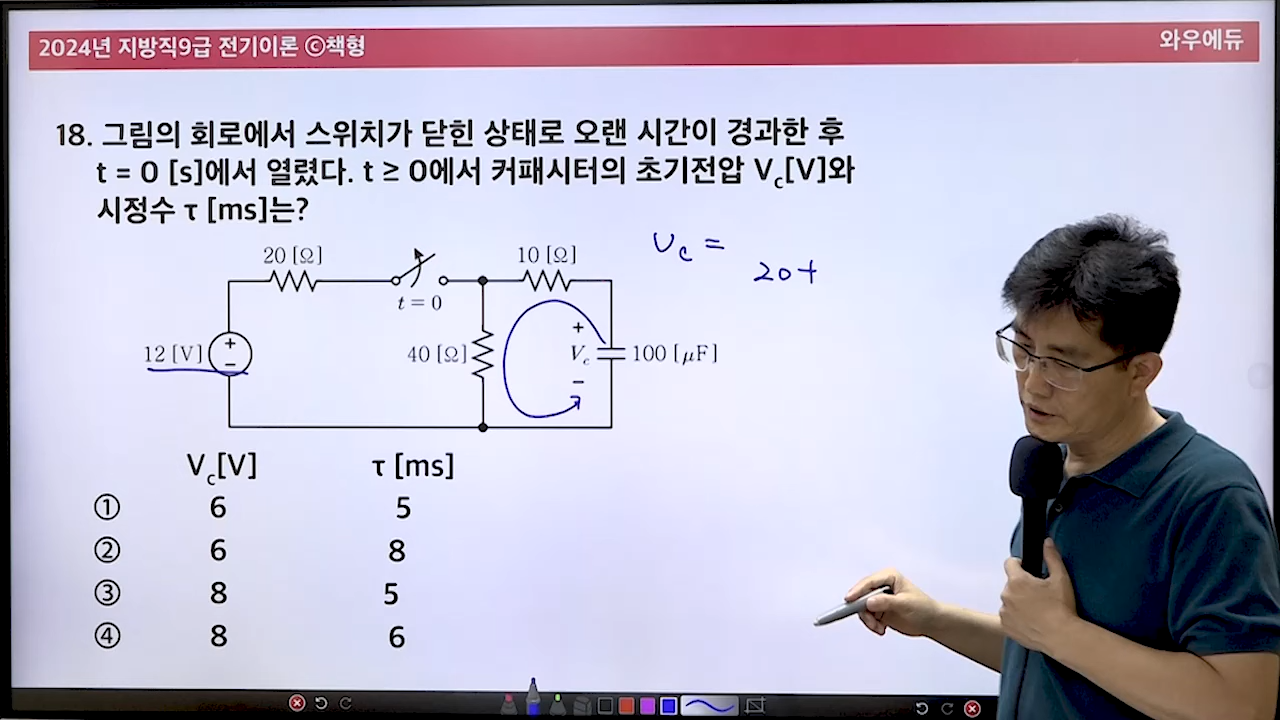 2024년 지방직9급 전기이론 ⓒ책형
와우에듀
18. 그림의 회로에서 스위치가 닫힌 상태로 오랜 시간이 경과한 후
t = 0 [s]에서 열렸다. t ≥ 0에서 커패시터의 초기전압 Vc[V]와
시정수 τ [ms]는?
Vc =
20+
20 [Ω]
10 [Ω]
t = 0
12 [V]
+
−
40 [Ω]
+
Vc
−
100 [μF]
Vc[V] τ [ms]
① 6 5
② 6 8
③ 8 5
④ 8 6